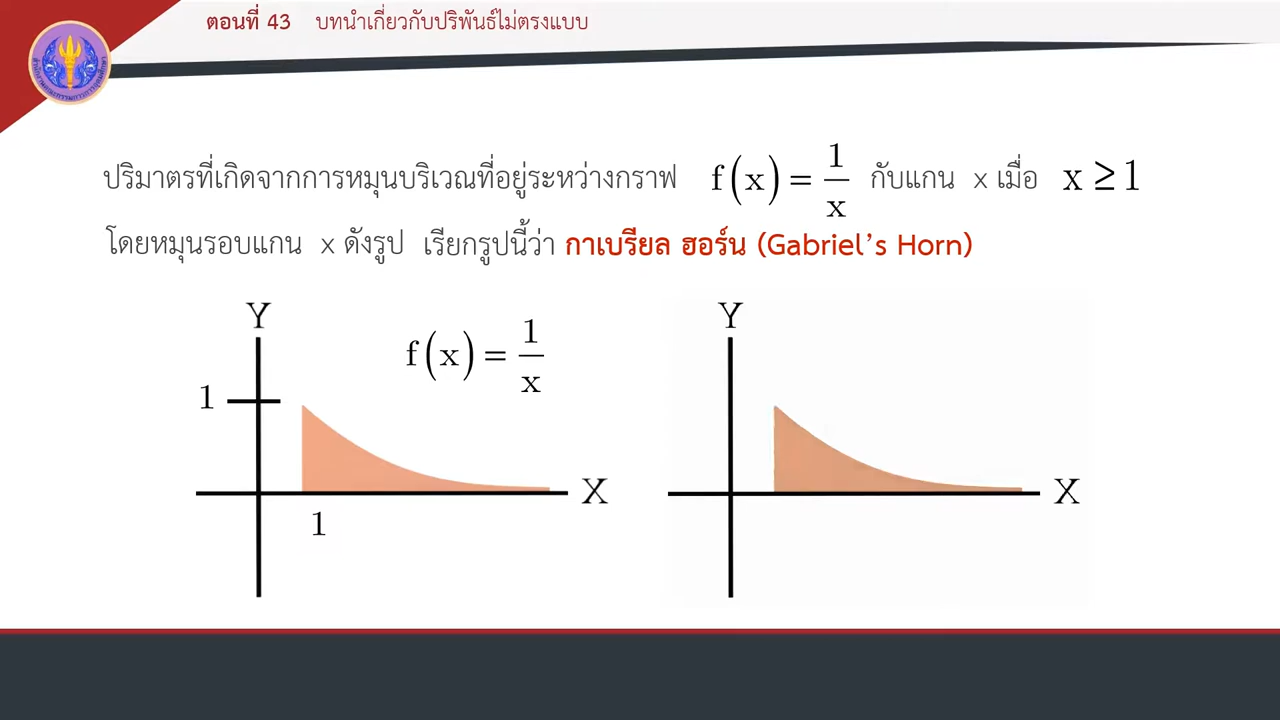 ตอนที่ 43 บทนำเกี่ยวกับปริพันธ์ไม่ตรงแบบ
ปริมาตรที่เกิดจากการหมุนบริเวณที่อยู่ระหว่างกราฟ f(x) = 1/x กับแกน x เมื่อ x ≥ 1
โดยหมุนรอบแกน x ดังรูป เรียกรูปนี้ว่า กาเบรียล ฮอร์น (Gabriel's Horn)
Y
f(x) = 1/x
1
X
1
Y
X